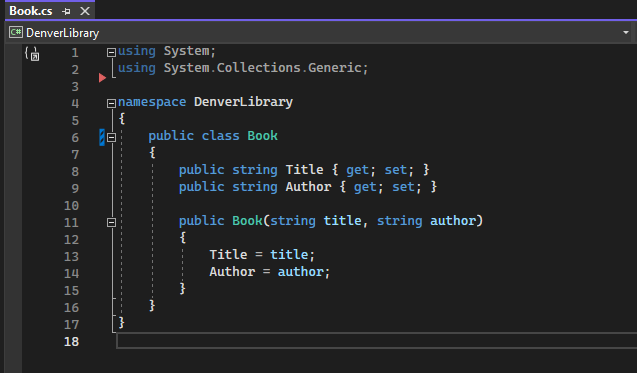 Book.cs
C# DenverLibrary
1 using System;
2 using System.Collections.Generic;
3
4 namespace DenverLibrary
5 {
6     public class Book
7     {
8         public string Title { get; set; }
9         public string Author { get; set; }
10
11         public Book(string title, string author)
12         {
13             Title = title;
14             Author = author;
15         }
16     }
17 }
18